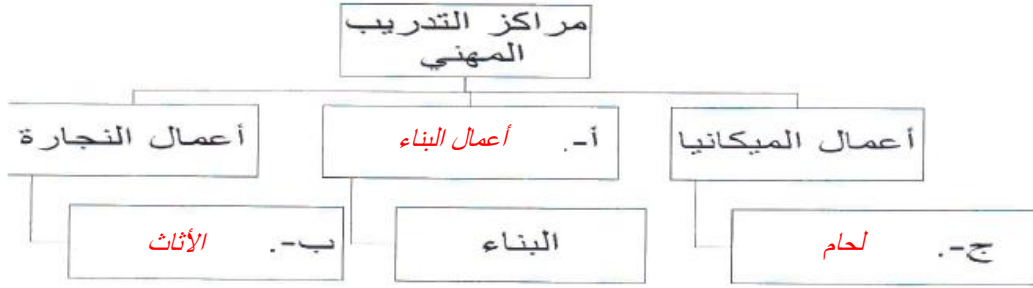 مراكز التدريب
المهني
أعمال الميكانيا
أ-. أعمال البناء
أعمال النجارة
ج-. لحام
البناء
ب-. الأثاث